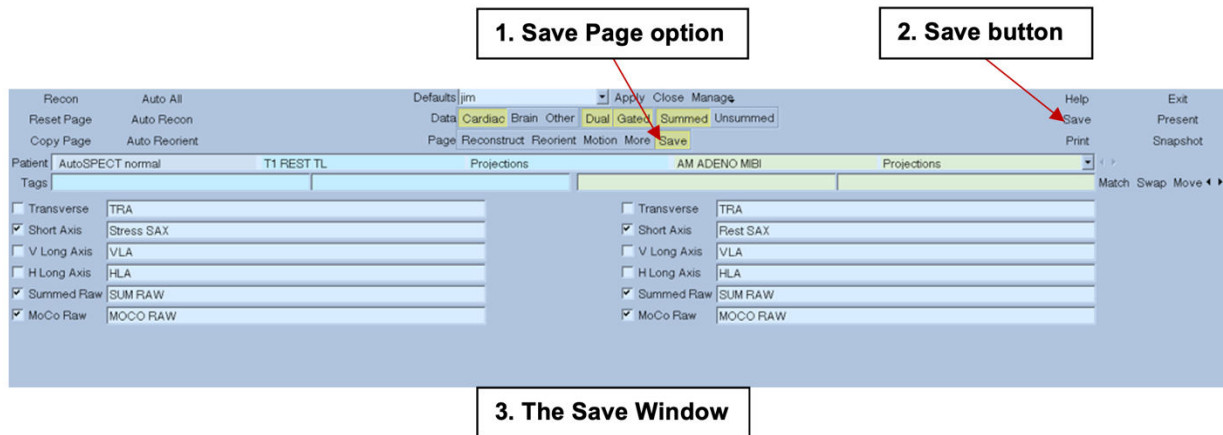 1. Save Page option 2. Save button
Recon Auto All Defaults jim Apply Close Manage Help Exit
Reset Page Auto Recon Data Cardiac Brain Other Dual Gated Summed Unsummed Save Present
Copy Page Auto Reorient Page Reconstruct Reorient Motion More Save Print Snapshot
Patient AutoSPECT normal T1 REST TL Projections AM ADENO MIBI Projections
Tags Match Swap Move
Transverse TRA Transverse TRA
Short Axis Stress SAX Short Axis Rest SAX
V Long Axis VLA V Long Axis VLA
H Long Axis HLA H Long Axis HLA
Summed Raw SUM RAW Summed Raw SUM RAW
MoCo Raw MOCO RAW MoCo Raw MOCO RAW
3. The Save Window